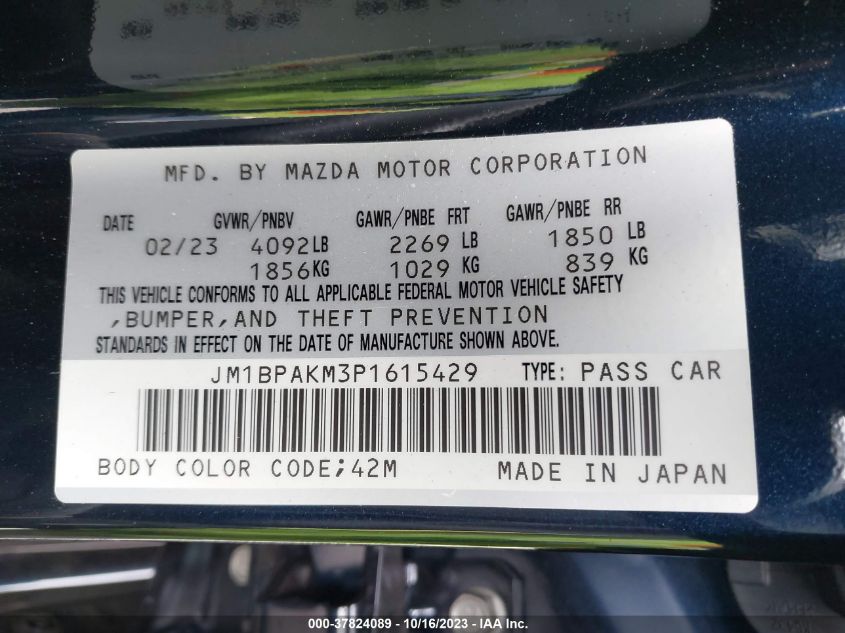 MFD. BY MAZDA MOTOR CORPORATION
DATE GVWR/PNBV GAWR/PNBE FRT GAWR/PNBE RR
02/23 4092LB 2269 LB 1850 LB
1856KG 1029 KG 839 KG
THIS VEHICLE CONFORMS TO ALL APPLICABLE FEDERAL MOTOR VEHICLE SAFETY
,BUMPER,AND THEFT PREVENTION
STANDARDS IN EFFECT ON THE DATE OF MANUFACTURE SHOWN ABOVE.
JM1BPAKM3P1615429 TYPE: PASS CAR
BODY COLOR CODE;42M MADE IN JAPAN
000-37824089 - 10/16/2023 - Copyright © IAA, Inc.